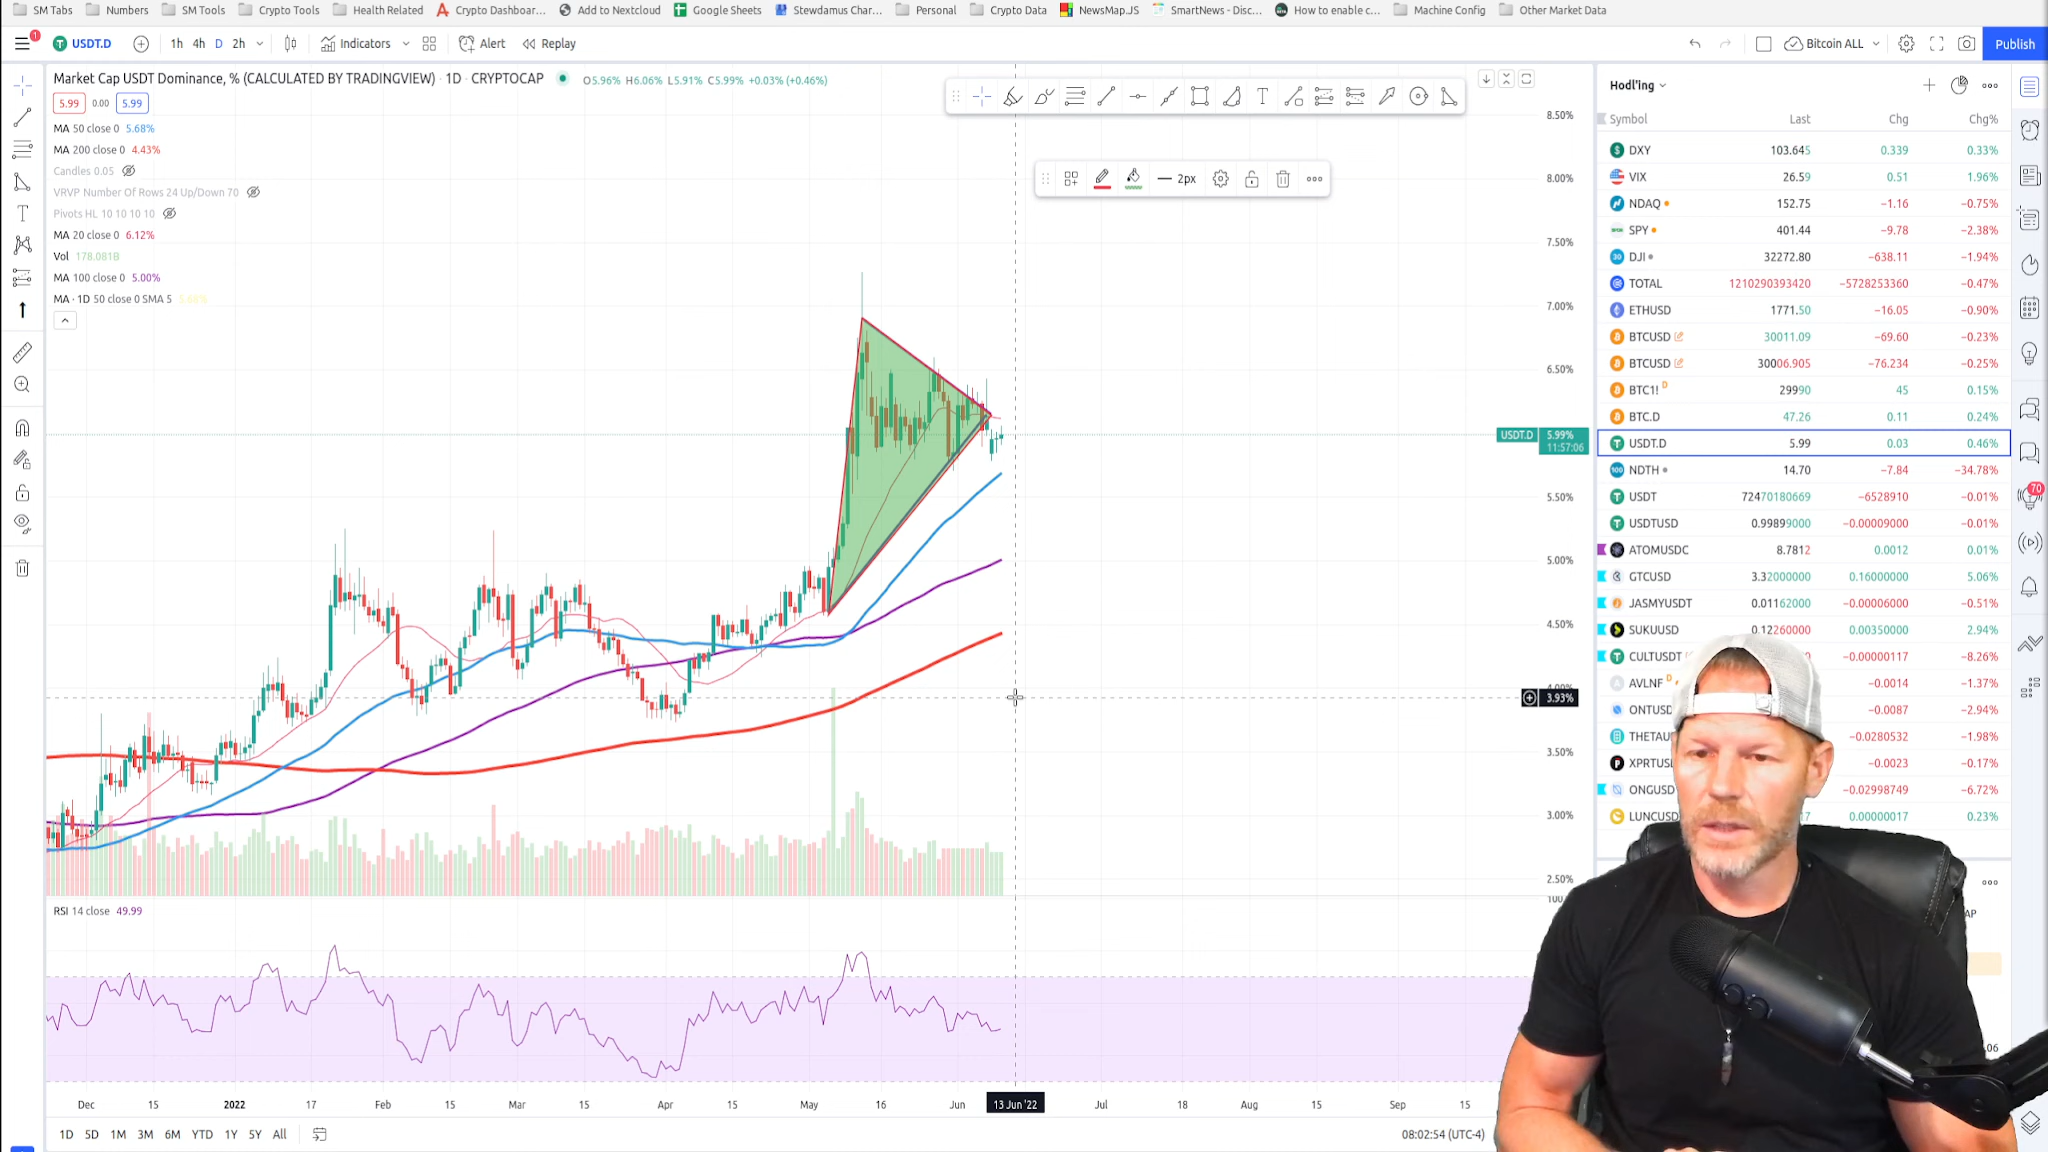 SM Tabs Numbers SM Tools Crypto Tools Health Related Crypto Dashboar... Add to Nextcloud Google Sheets Stewdamus Char... Personal Crypto Data NewsMap.JS SmartNews - Disc... How to enable c... Machine Config Other Market Data
1 USDT.D 1h 4h D 2h Indicators Alert Replay Bitcoin ALL Publish
Market Cap USDT Dominance, % (CALCULATED BY TRADINGVIEW) · 1D · CRYPTOCAP O5.96% H6.06% L5.91% C5.99% +0.03% (+0.46%)
5.99 0.00 5.99
MA 50 close 0 5.68%
MA 200 close 0 4.43%
Candles 0.05
VRVP Number Of Rows 24 Up/Down 70
Pivots HL 10 10 10 10
MA 20 close 0 6.12%
Vol 178.081B
MA 100 close 0 5.00%
MA · 1D 50 close 0 SMA 5
2px
8.50%
8.00%
7.50%
7.00%
6.50%
USDT.D 5.99%
11:57:06
5.50%
5.00%
4.50%
4.00%
3.93%
3.50%
3.00%
2.50%
100
RSI 14 close 49.99
Dec 15 2022 17 Feb 15 Mar 15 Apr 15 May 16 Jun 13 Jun '22 Jul 18 Aug 15 Sep 15
1D 5D 1M 3M 6M YTD 1Y 5Y All
08:02:54 (UTC-4)
Hodl'ing
Symbol Last Chg Chg%
DXY 103.645 0.339 0.33%
VIX 26.59 0.51 1.96%
NDAQ 152.75 −1.16 −0.75%
SPY 401.44 −9.78 −2.38%
DJI 32272.80 −638.11 −1.94%
TOTAL 1210290393420 −5728253360 −0.47%
ETHUSD 1771.50 −16.05 −0.90%
BTCUSD 30011.09 −69.60 −0.23%
BTCUSD 30006.905 −76.234 −0.25%
BTC1! D 29990 45 0.15%
BTC.D 47.26 0.11 0.24%
USDT.D 5.99 0.03 0.46%
NDTH 14.70 −7.84 −34.78%
USDT 72470180669 −6528910 −0.01%
USDTUSD 0.99899000 −0.00009000 −0.01%
ATOMUSDC 8.7812 0.0012 0.01%
GTCUSD 3.32000000 0.16000000 5.06%
JASMYUSDT 0.01162000 −0.00006000 −0.51%
SUKUUSD 0.12260000 0.00350000 2.94%
CULTUSDT −0.00000117 −8.26%
AVLNF D −0.0014 −1.37%
ONTUSD −0.0087 −2.94%
THETAU −0.0280532 −1.98%
XPRTUS −0.0023 −0.17%
ONGUSD −0.02998749 −6.72%
LUNCUSD 17 0.00000017 0.23%
70
AP
06